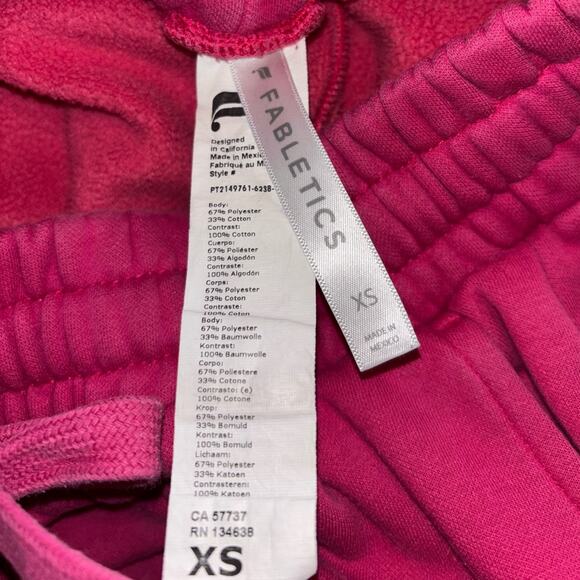 Designed
in California
Made in Mexico
Fabriqué au
Style #
PT2149761-6238-
Body:
67% Polyester
33% Cotton
Contrast:
100% Cotton
Cuerpo:
67% Poliéster
33% Algodón
Contraste:
100% Algodón
Corps:
67% Polyester
33% Coton
Contraste:
100% Coton
Body:
67% Polyester
33% Baumwolle
Kontrast:
100% Baumwolle
Corpo:
67% Poliestere
33% Cotone
Contrasto: (e)
100% Cotone
Krop:
67% Polyester
33% Bomuld
Kontrast:
100% Bomuld
Lichaam:
67% Polyester
33% Katoen
Contrasteren:
100% Katoen
CA 57737
RN 134638
XS
FABLETICS
XS
MADE IN
MEXICO